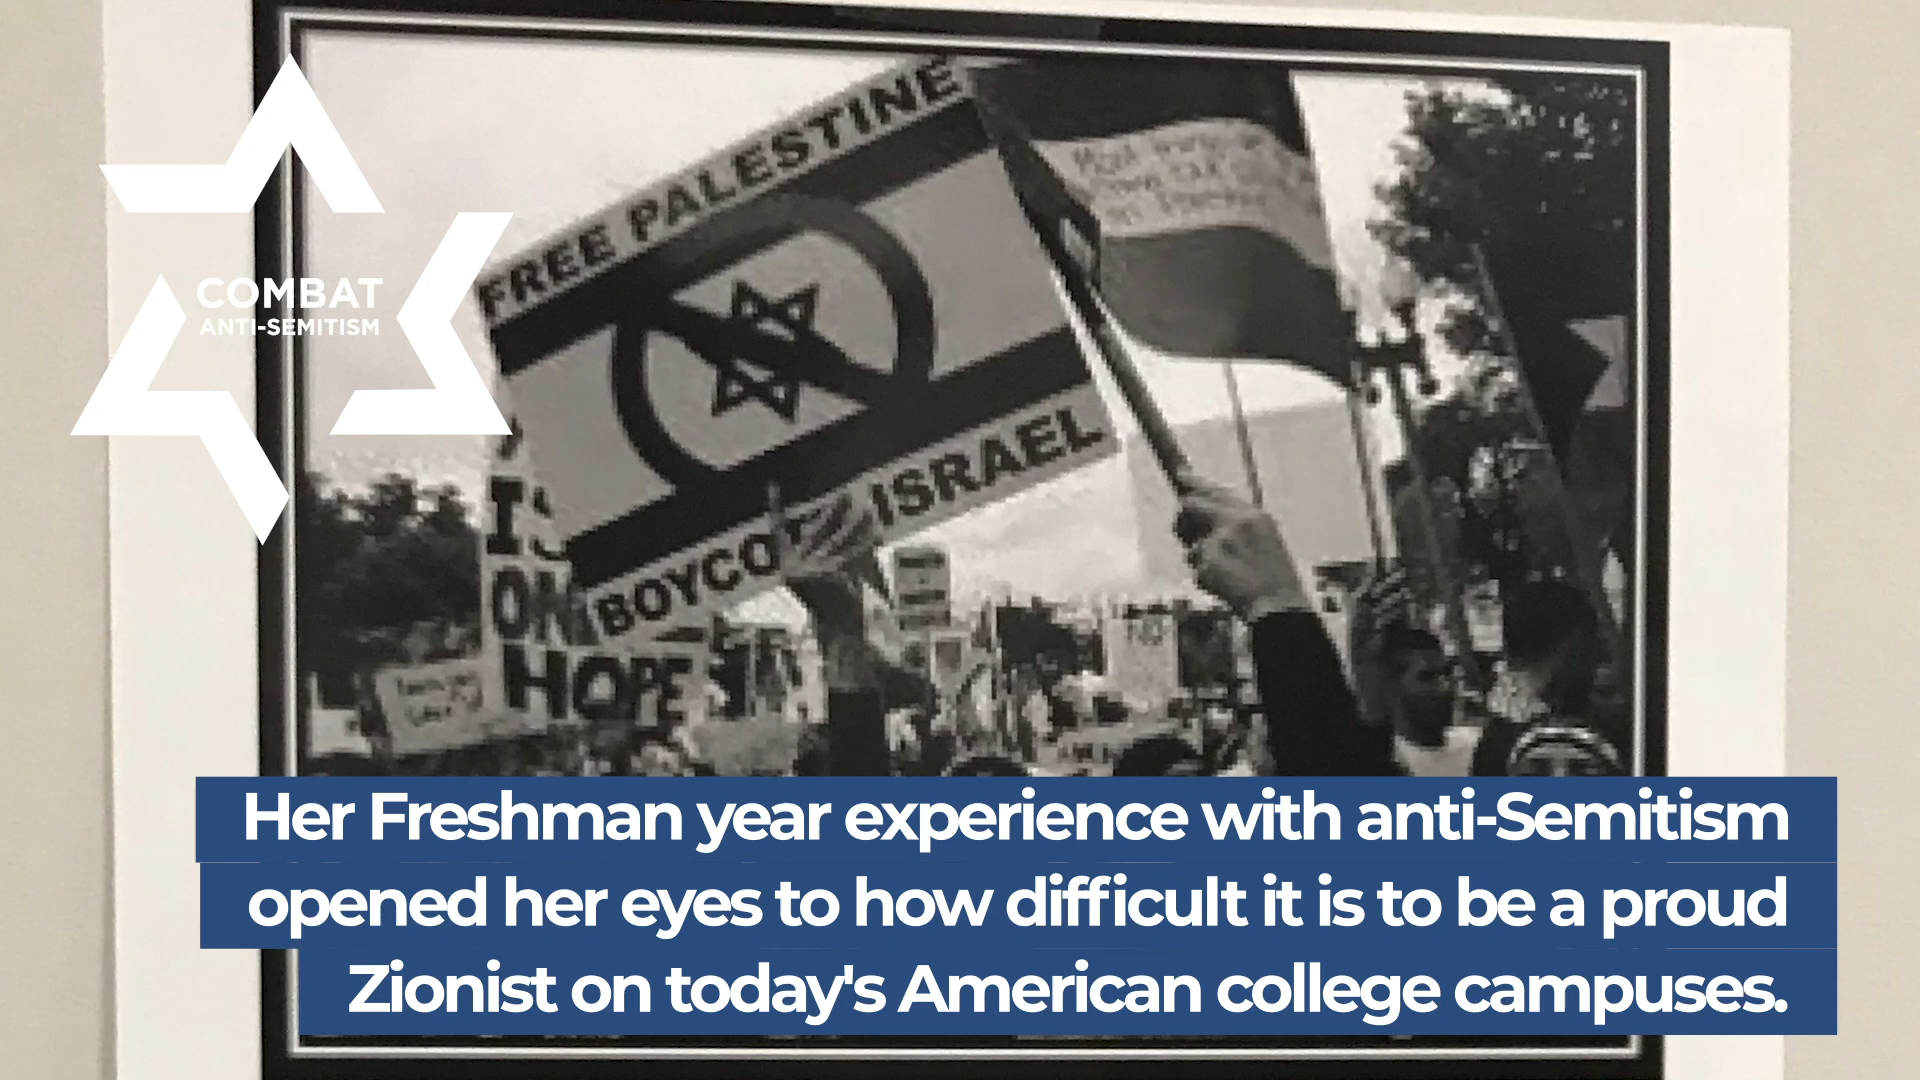 COMBAT
ANTI-SEMITISM
FREE PALESTINE
BOYCOTT ISRAEL
ON
HOPE
Her Freshman year experience with anti-Semitism
opened her eyes to how difficult it is to be a proud
Zionist on today's American college campuses.